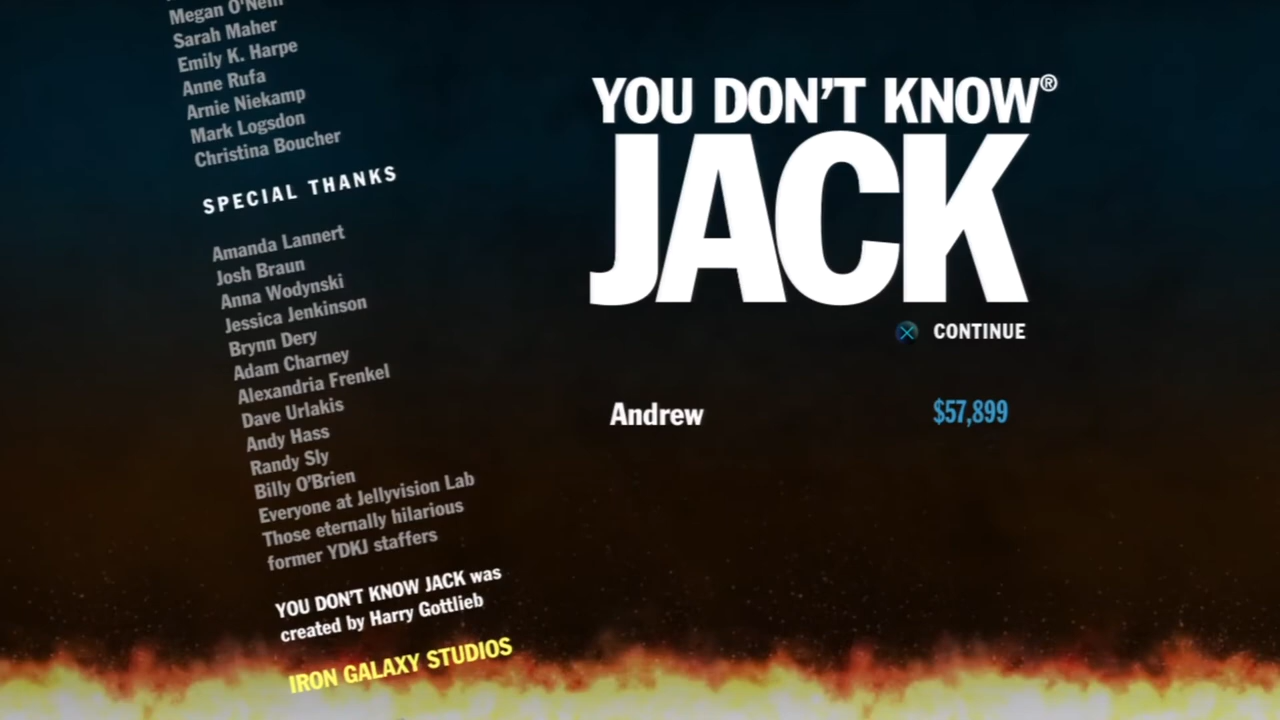 Megan O'Neill
Sarah Maher
Emily K. Harpe
Anne Rufa
Arnie Niekamp
Mark Logsdon
Christina Boucher
SPECIAL THANKS
Amanda Lannert
Josh Braun
Anna Wodynski
Jessica Jenkinson
Brynn Dery
Adam Charney
Alexandria Frenkel
Dave Urlakis
Andy Hass
Randy Sly
Billy O'Brien
Everyone at Jellyvision Lab
Those eternally hilarious
former YDKJ staffers
YOU DON'T KNOW JACK was
created by Harry Gottlieb
IRON GALAXY STUDIOS
YOU DON'T KNOW®
JACK
CONTINUE
Andrew $57,899